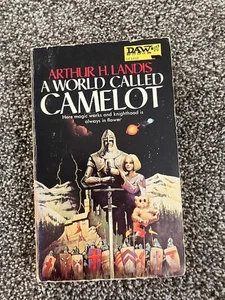 DAW
ARTHUR H. LANDIS
A WORLD CALLED
CAMELOT
Here magic works and knighthood is
always in flower